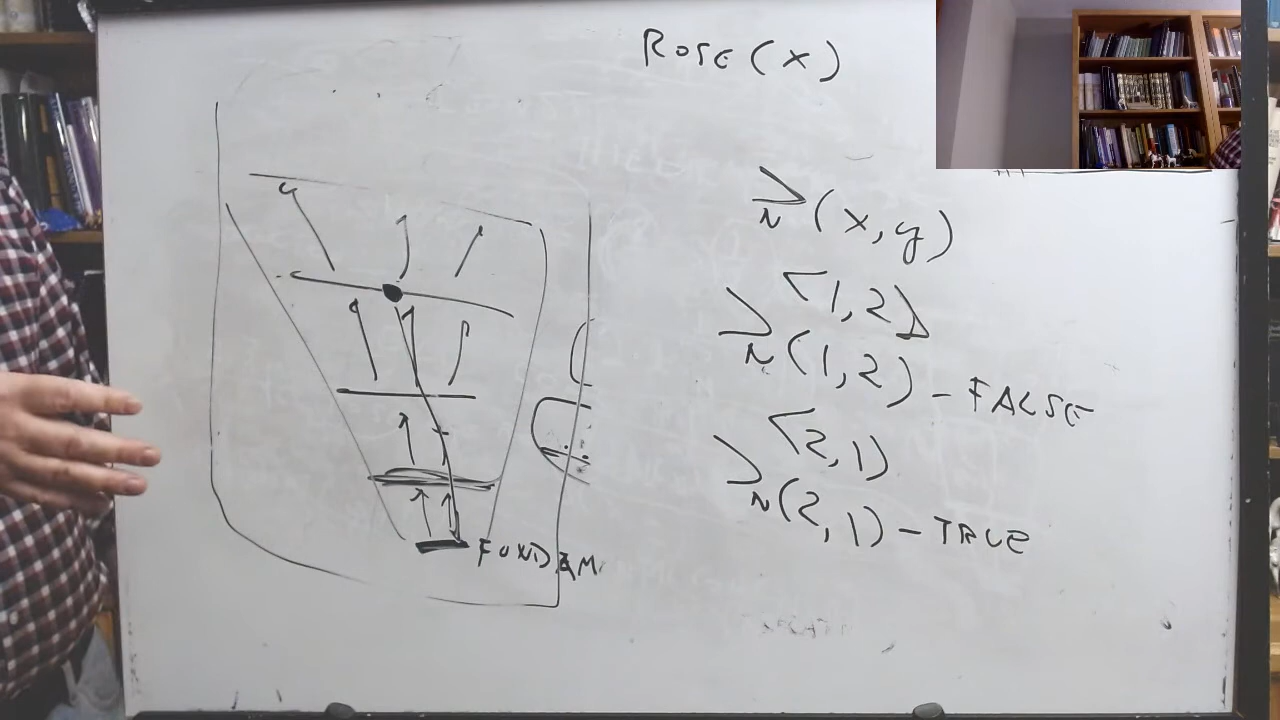 ROSE (X)
>N (x, y)
<1, 2>
>N (1, 2) - FALSE
<2, 1>
>N (2, 1) - TRUE
FUNDAM